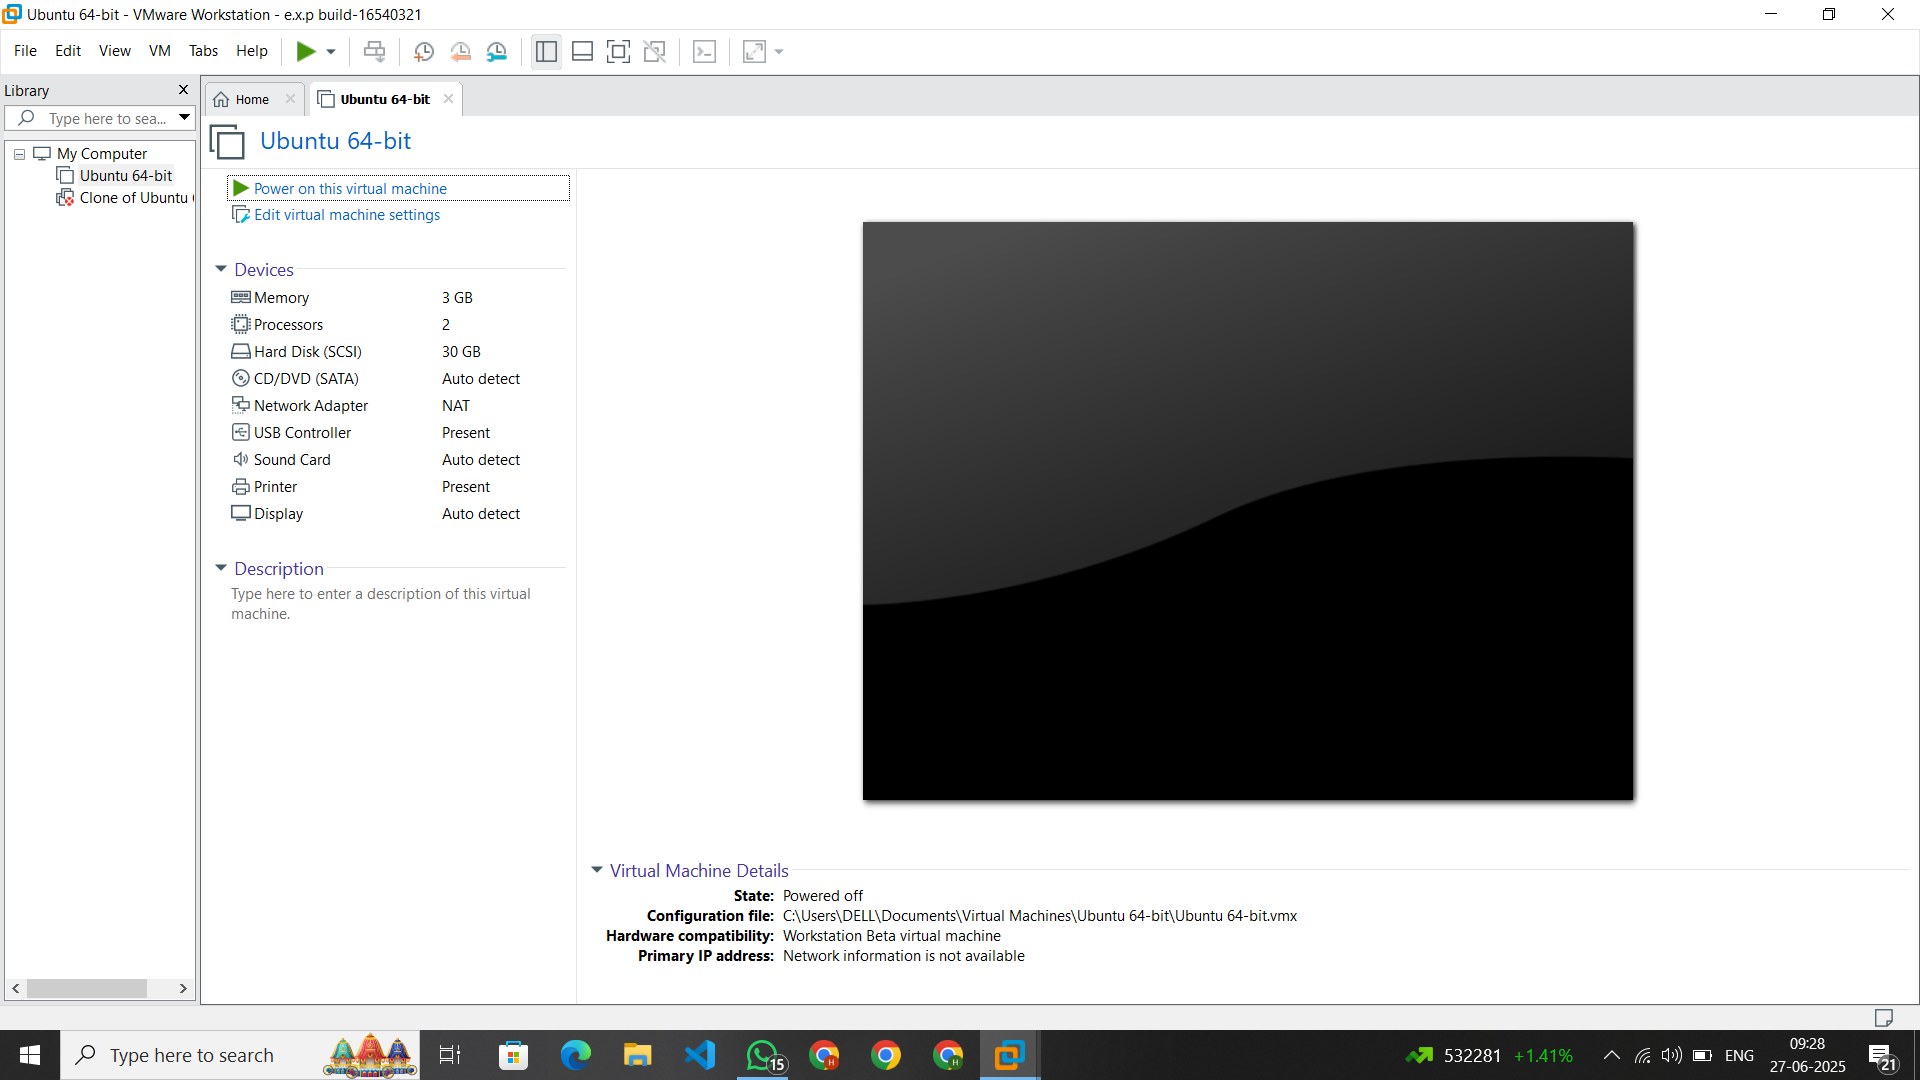 Ubuntu 64-bit - VMware Workstation - e.x.p build-16540321
File Edit View VM Tabs Help
Library
Type here to sea...
My Computer
Ubuntu 64-bit
Clone of Ubuntu
Home
Ubuntu 64-bit
Ubuntu 64-bit
Power on this virtual machine
Edit virtual machine settings
Devices
Memory 3 GB
Processors 2
Hard Disk (SCSI) 30 GB
CD/DVD (SATA) Auto detect
Network Adapter NAT
USB Controller Present
Sound Card Auto detect
Printer Present
Display Auto detect
Description
Type here to enter a description of this virtual
machine.
Virtual Machine Details
State: Powered off
Configuration file: C:\Users\DELL\Documents\Virtual Machines\Ubuntu 64-bit\Ubuntu 64-bit.vmx
Hardware compatibility: Workstation Beta virtual machine
Primary IP address: Network information is not available
Type here to search
15
H
H
532281 +1.41%
ENG
09:28
27-06-2025
21